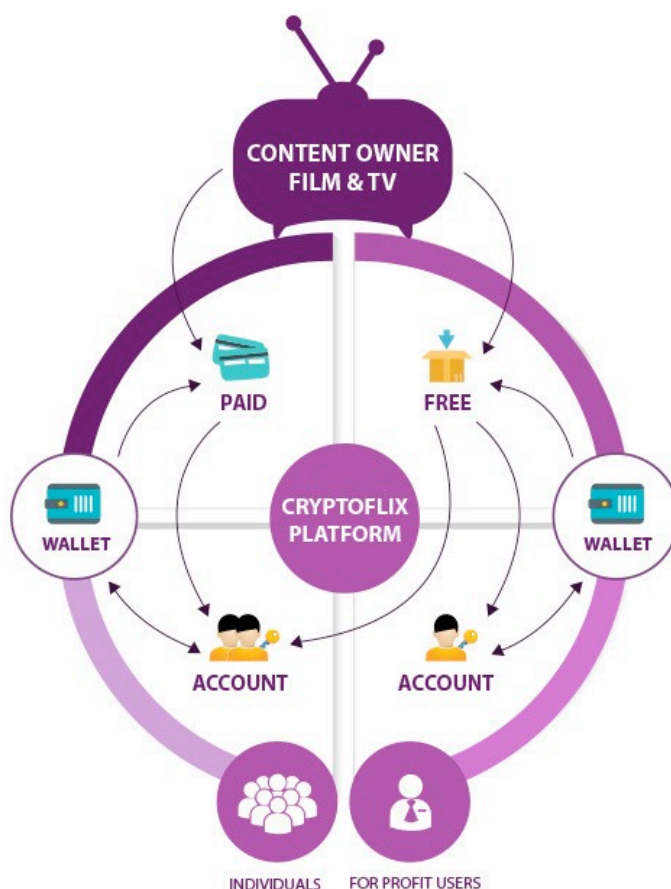 CONTENT OWNER
FILM & TV
PAID
FREE
WALLET
CRYPTOFLIX
PLATFORM
WALLET
ACCOUNT
ACCOUNT
INDIVIDUALS
FOR PROFIT USERS